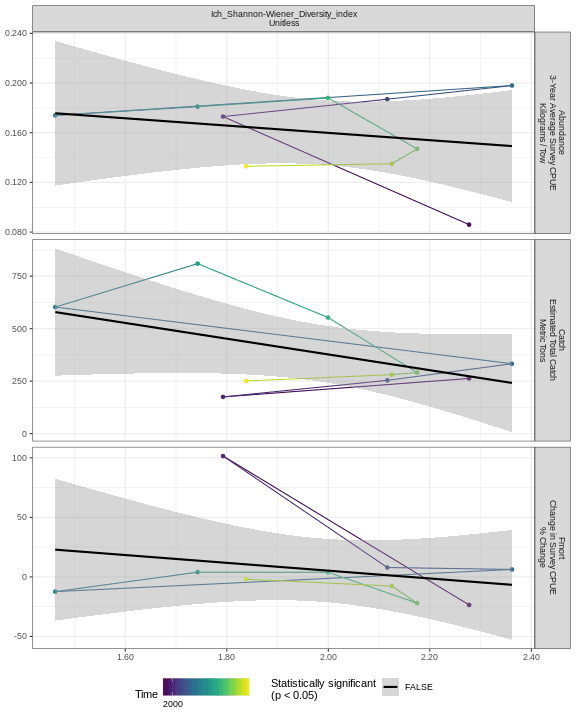 Ich_Shannon-Wiener_Diversity_index
Unitless
0.240
0.200
0.160
0.120
0.080
Abundance
3-Year Average Survey CPUE
Kilograms / Tow
750
500
250
0
Catch
Estimated Total Catch
Metric Tons
100
50
0
-50
Fmort
Change in Survey CPUE
% Change
1.60
1.80
2.00
2.20
2.40
Time
2000
Statistically significant
(p < 0.05)
FALSE